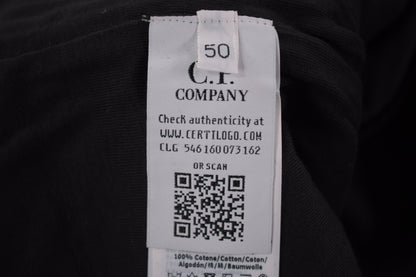 50
C.P.
COMPANY
Check authenticity at
WWW.CERTILOGO.COM
CLG 546160073162
OR SCAN
100% Cotone/Cotton/Coton/
Algodón/棉/綿/Baumwolle